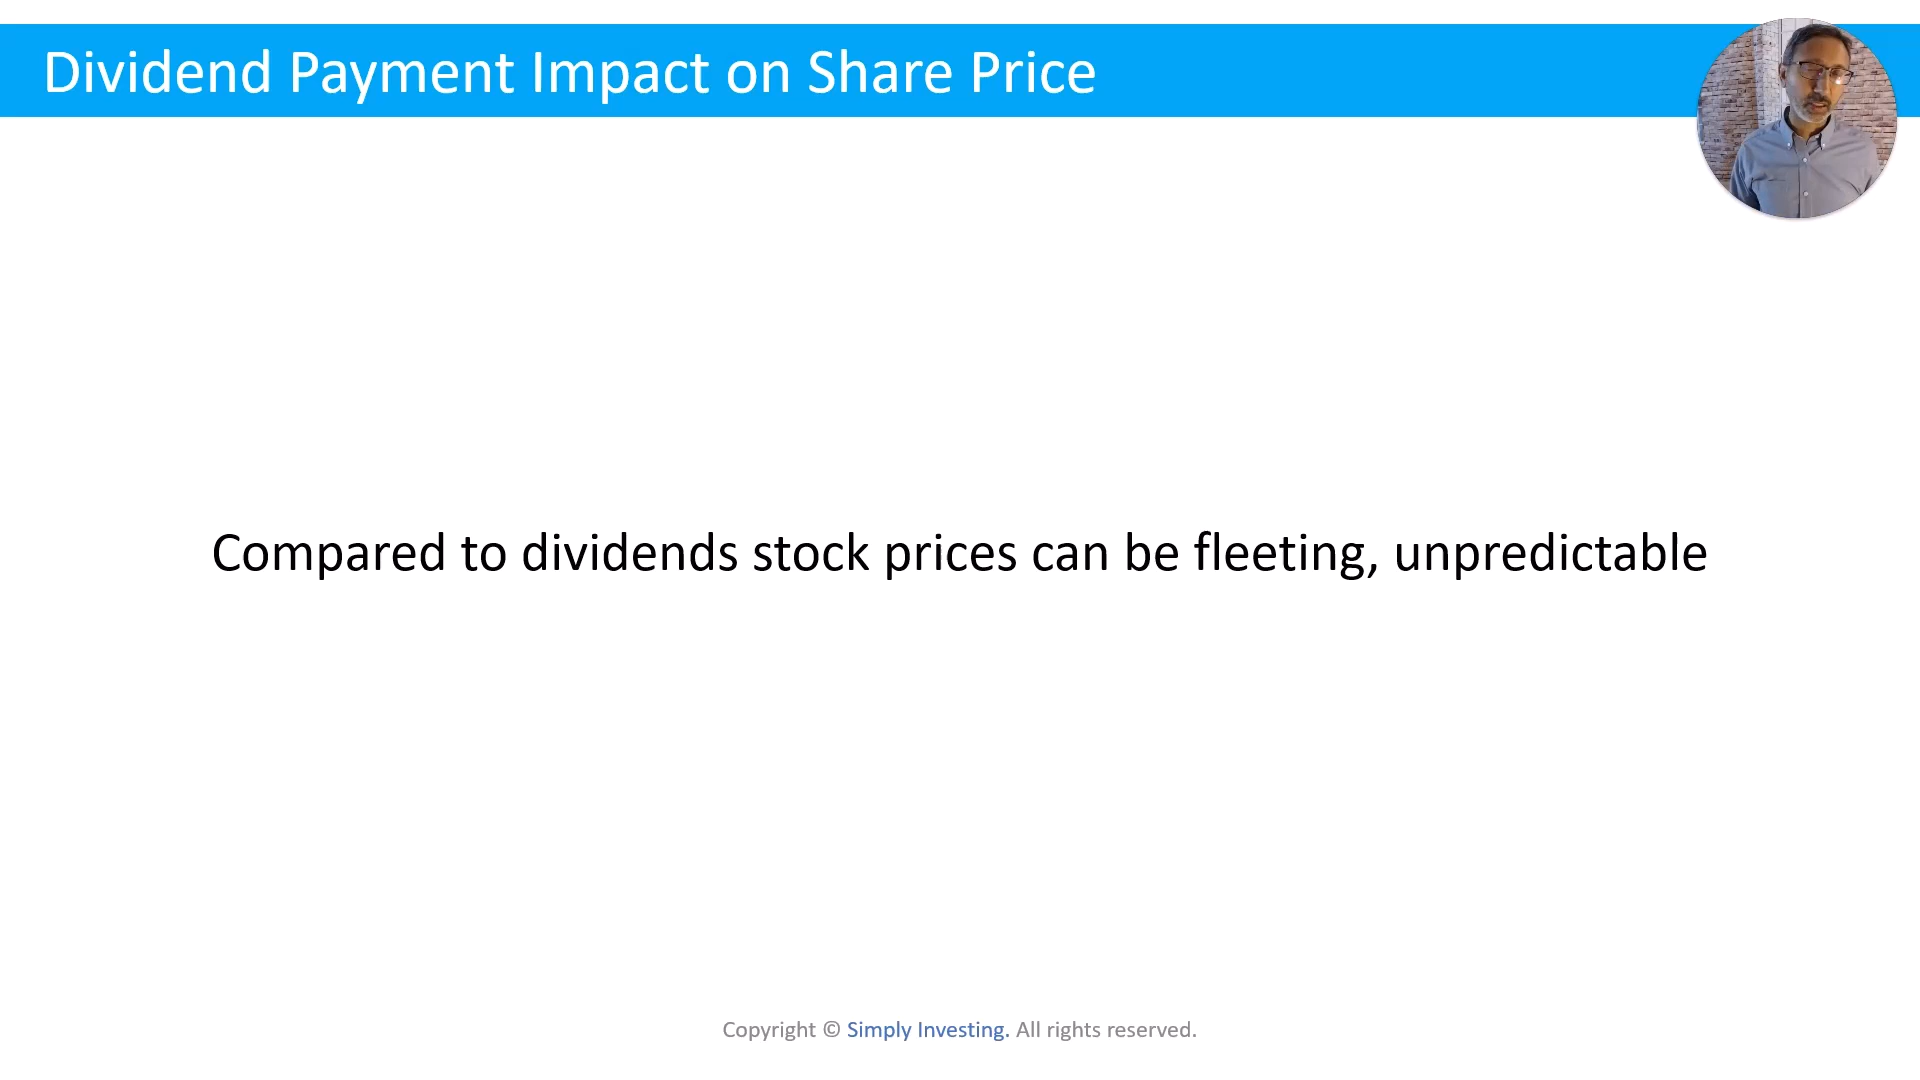 Dividend Payment Impact on Share Price
Compared to dividends stock prices can be fleeting, unpredictable
Copyright © Simply Investing. All rights reserved.